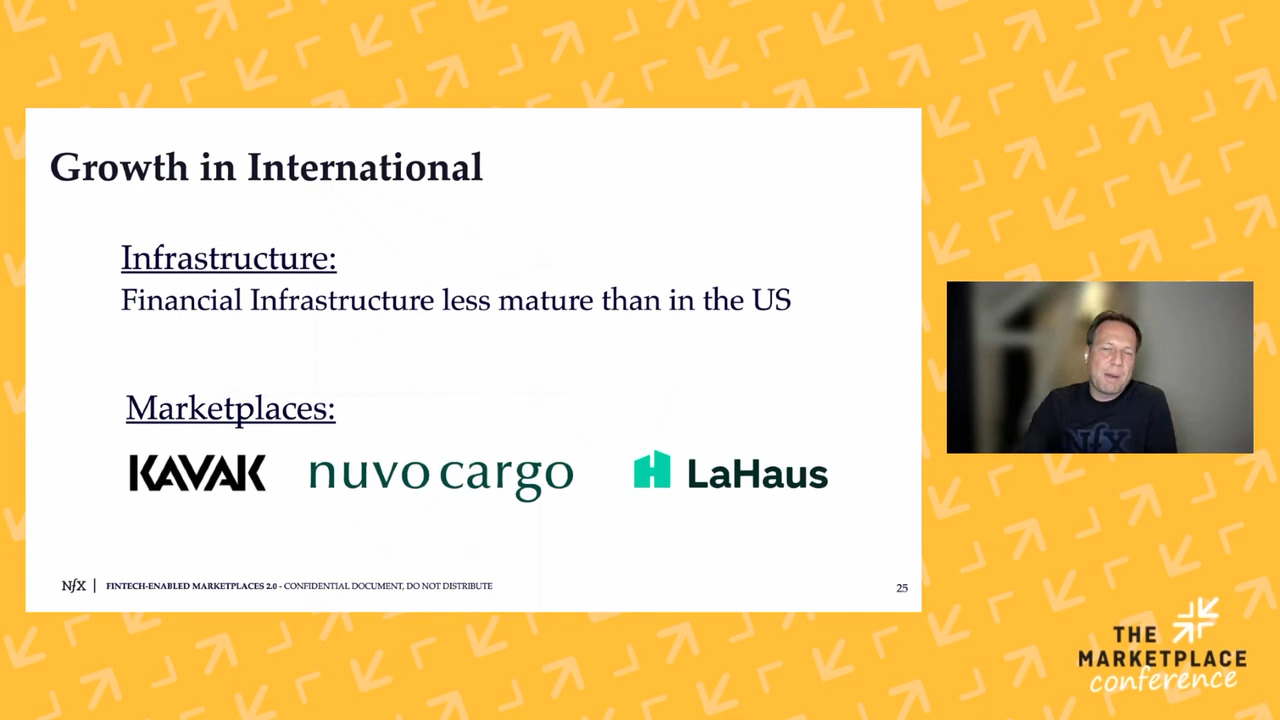 Growth in International
Infrastructure:
Financial Infrastructure less mature than in the US
Marketplaces:
KAVAK nuvocargo LaHaus
NfX | FINTECH-ENABLED MARKETPLACES 2.0 - CONFIDENTIAL DOCUMENT, DO NOT DISTRIBUTE 25
NfX
THE
MARKETPLACE
conference